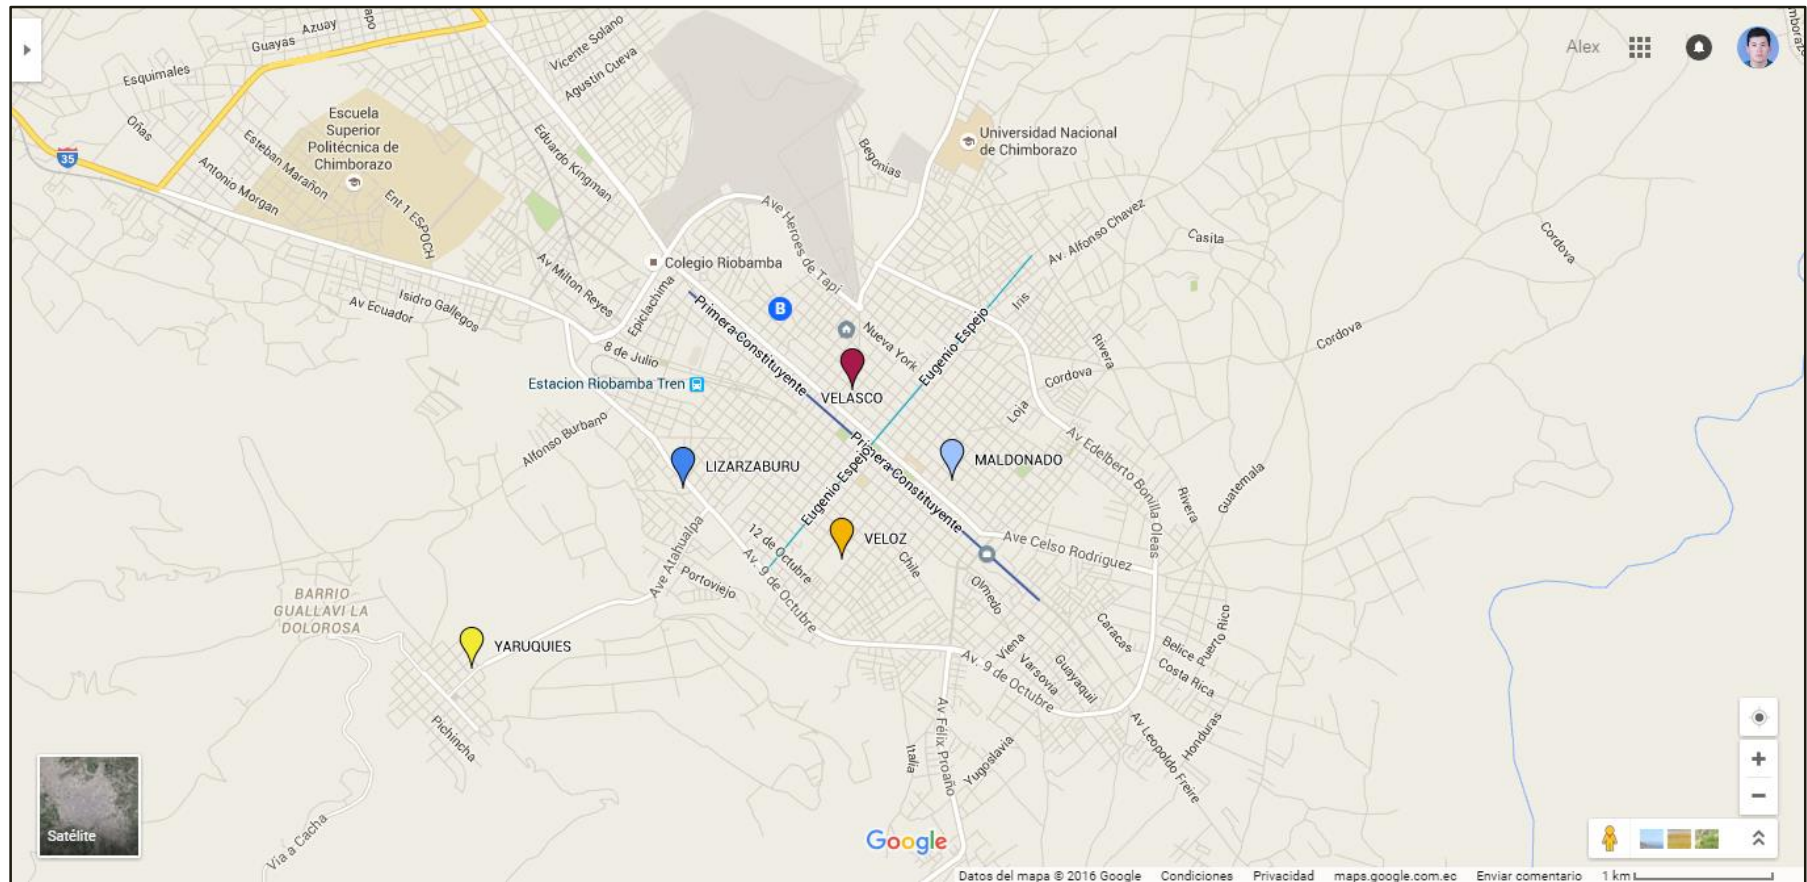 Azuay
apo
Guayas
Esquimales
Vicente Solano
Agustín Cueva
Alex
Oñas
35
Escuela
Superior
Politécnica de
Chimborazo
Esteban Marañon
Antonio Morgan
Ent 1 ESPOCH
Eduardo Kingman
Begonias
Universidad Nacional
de Chimborazo
Ave Heroes de Tapi
Av. Alfonso Chavez
Casita
Cordova
Colegio Riobamba
Av Milton Reyes
Isidro Gallegos
Av Ecuador
Epiclachima
Primera Constituyente
B
Nueva York
Eugenio Espejo
Iris
Rivera
Cordova
8 de Julio
Estacion Riobamba Tren
VELASCO
Cordova
Loja
Alfonso Burbano
LIZARZABURU
Eugenio Espejo
Primera Constituyente
MALDONADO
Av Edelberto Bonilla Oleas
Rivera
Guatemala
VELOZ
12 de Octubre
Av. 9 de Octubre
Ave Atahualpa
Portoviejo
Chile
Ave Celso Rodriguez
Olmedo
BARRIO
GUALLAVI LA
DOLOROSA
YARUQUIES
Pichincha
Viena
Varsovia
Guayaquil
Caracas
Belice
Puerto Rico
Costa Rica
Av. 9 de Octubre
Av Félix Proaño
Italia
Yugoslavia
Av Leopoldo Freire
Honduras
Satélite
Via a Cacha
Google
Datos del mapa © 2016 Google Condiciones Privacidad maps.google.com.ec Enviar comentario 1 km